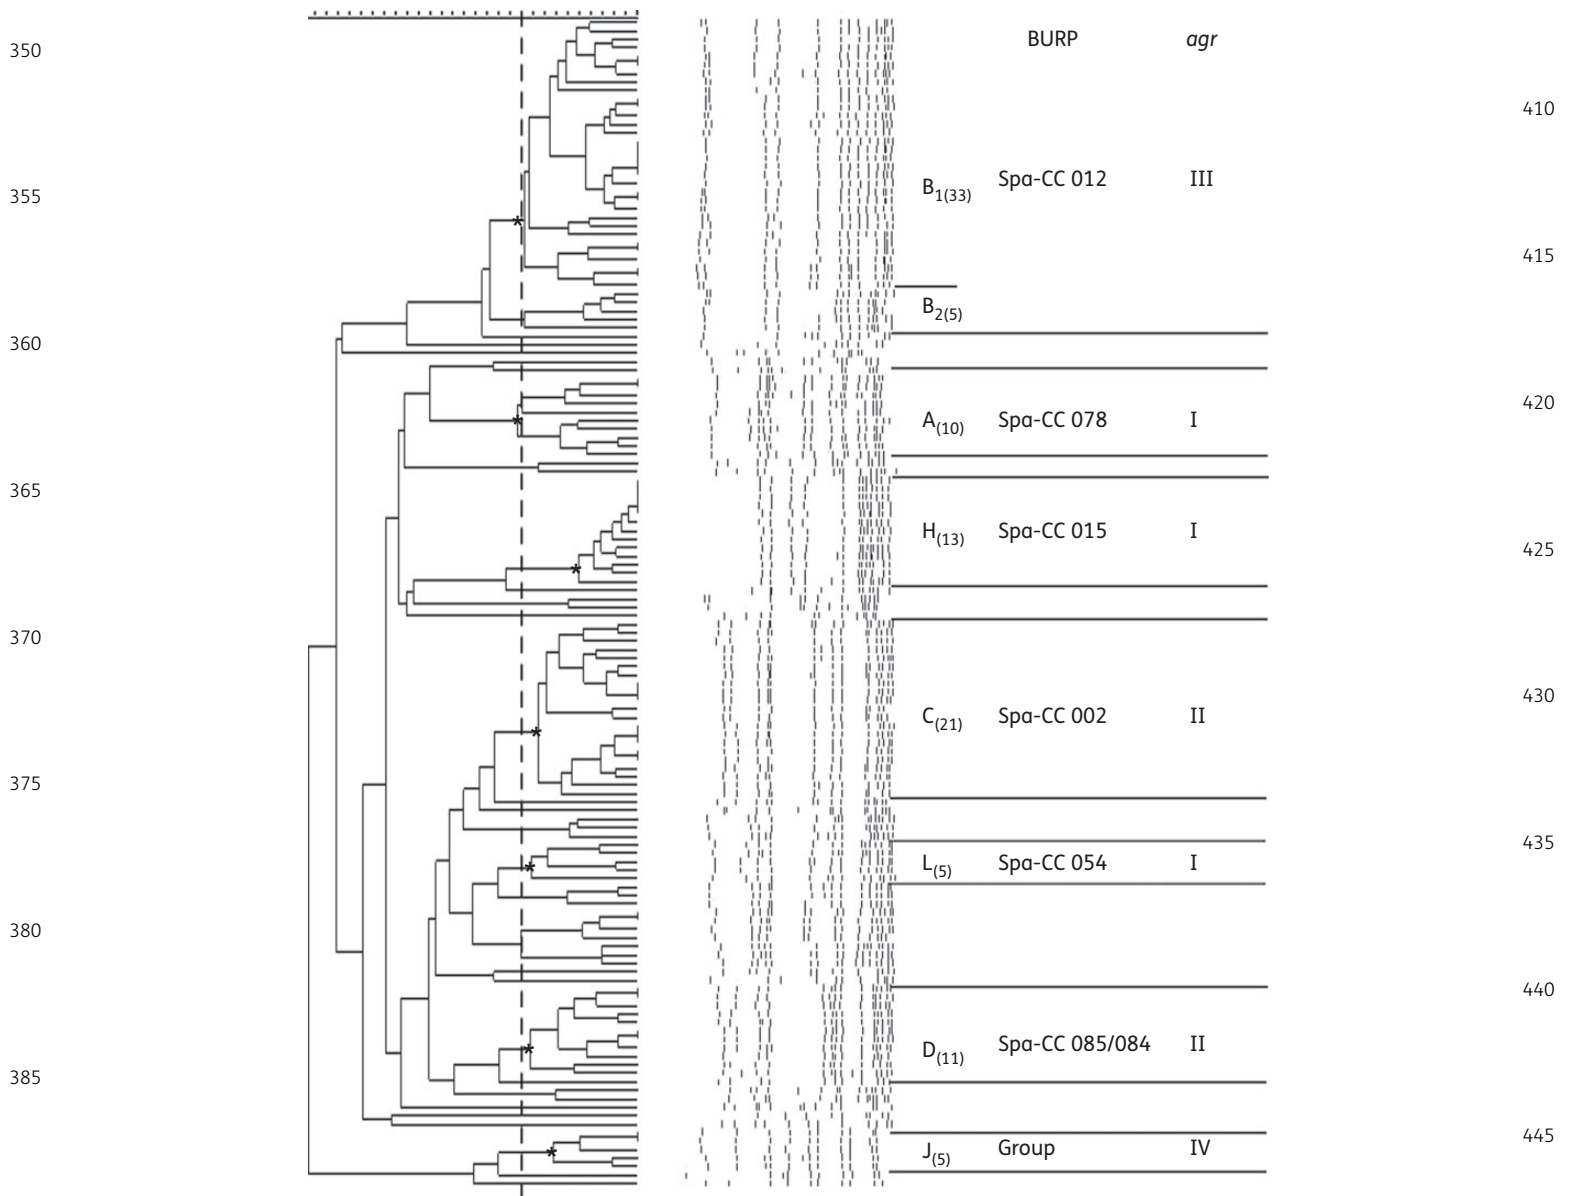 BURP agr
350
410
B1(33) Spa-CC 012 III
355
415
B2(5)
360
420
A(10) Spa-CC 078 I
365
H(13) Spa-CC 015 I
425
370
430
C(21) Spa-CC 002 II
375
435
L(5) Spa-CC 054 I
380
440
D(11) Spa-CC 085/084 II
385
445
J(5) Group IV